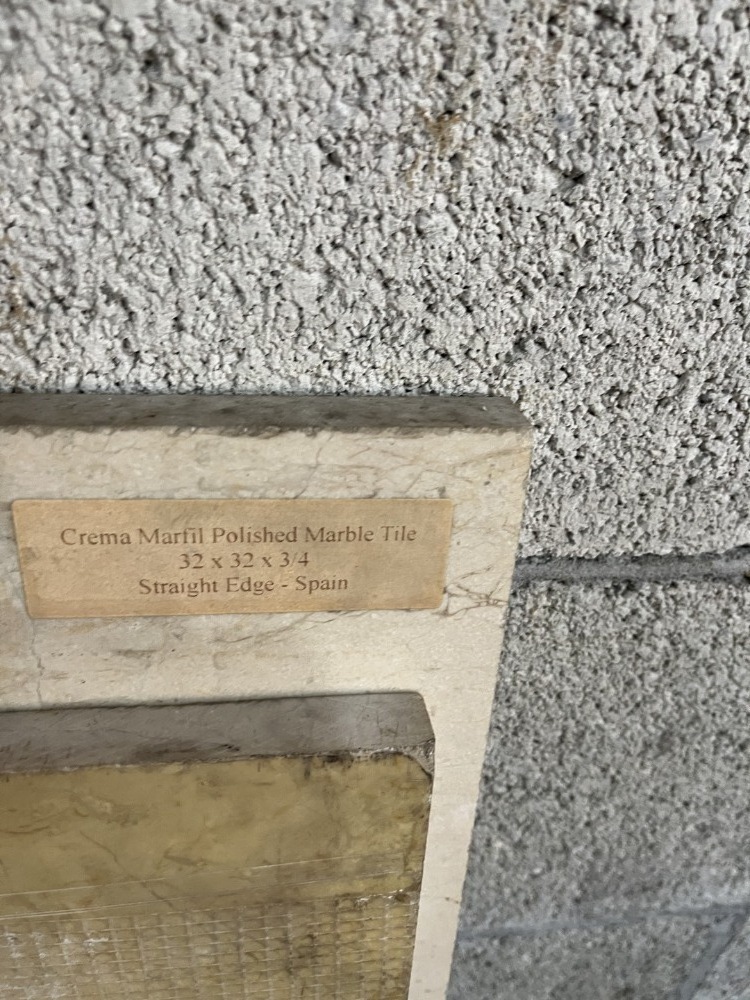 Crema Marfil Polished Marble Tile
32 x 32 x 3/4
Straight Edge - Spain